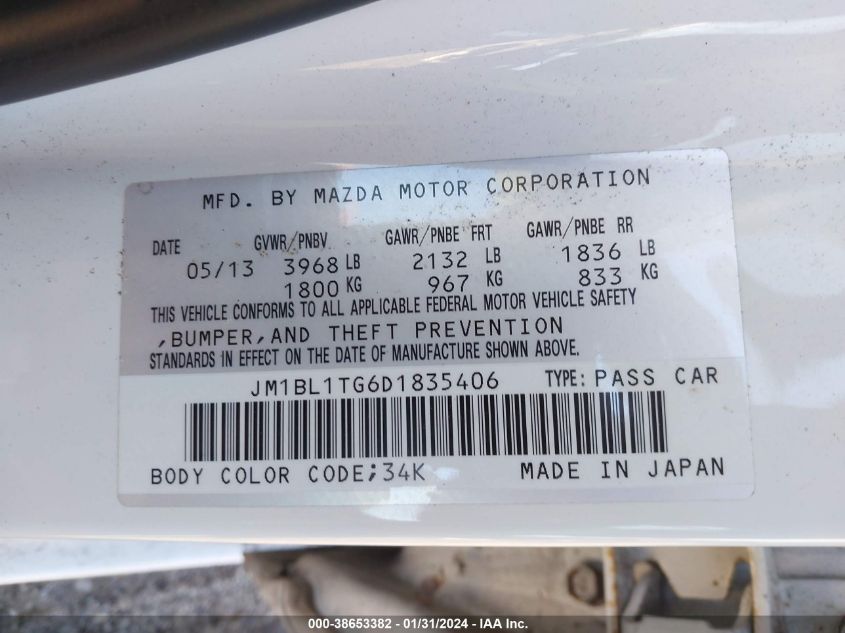 MFD. BY MAZDA MOTOR CORPORATION
DATE GVWR/PNBV GAWR/PNBE FRT GAWR/PNBE RR
05/13 3968 LB 2132 LB 1836 LB
1800 KG 967 KG 833 KG
THIS VEHICLE CONFORMS TO ALL APPLICABLE FEDERAL MOTOR VEHICLE SAFETY
,BUMPER,AND THEFT PREVENTION
STANDARDS IN EFFECT ON THE DATE OF MANUFACTURE SHOWN ABOVE.
JM1BL1TG6D1835406 TYPE: PASS CAR
BODY COLOR CODE;34K MADE IN JAPAN
000-38653382 - 01/31/2024 - IAA Inc.